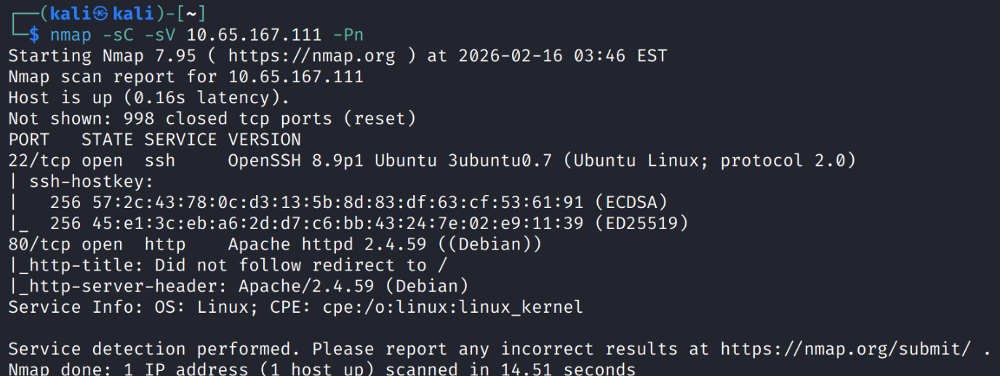 ┌──(kali㉿kali)-[~]
└─$ nmap -sC -sV 10.65.167.111 -Pn
Starting Nmap 7.95 ( https://nmap.org ) at 2026-02-16 03:46 EST
Nmap scan report for 10.65.167.111
Host is up (0.16s latency).
Not shown: 998 closed tcp ports (reset)
PORT   STATE SERVICE VERSION
22/tcp open  ssh     OpenSSH 8.9p1 Ubuntu 3ubuntu0.7 (Ubuntu Linux; protocol 2.0)
| ssh-hostkey:
|   256 57:2c:43:78:0c:d3:13:5b:8d:83:df:63:cf:53:61:91 (ECDSA)
|_  256 45:e1:3c:eb:a6:2d:d7:c6:bb:43:24:7e:02:e9:11:39 (ED25519)
80/tcp open  http    Apache httpd 2.4.59 ((Debian))
|_http-title: Did not follow redirect to /
|_http-server-header: Apache/2.4.59 (Debian)
Service Info: OS: Linux; CPE: cpe:/o:linux:linux_kernel

Service detection performed. Please report any incorrect results at https://nmap.org/submit/ .
Nmap done: 1 IP address (1 host up) scanned in 14.51 seconds